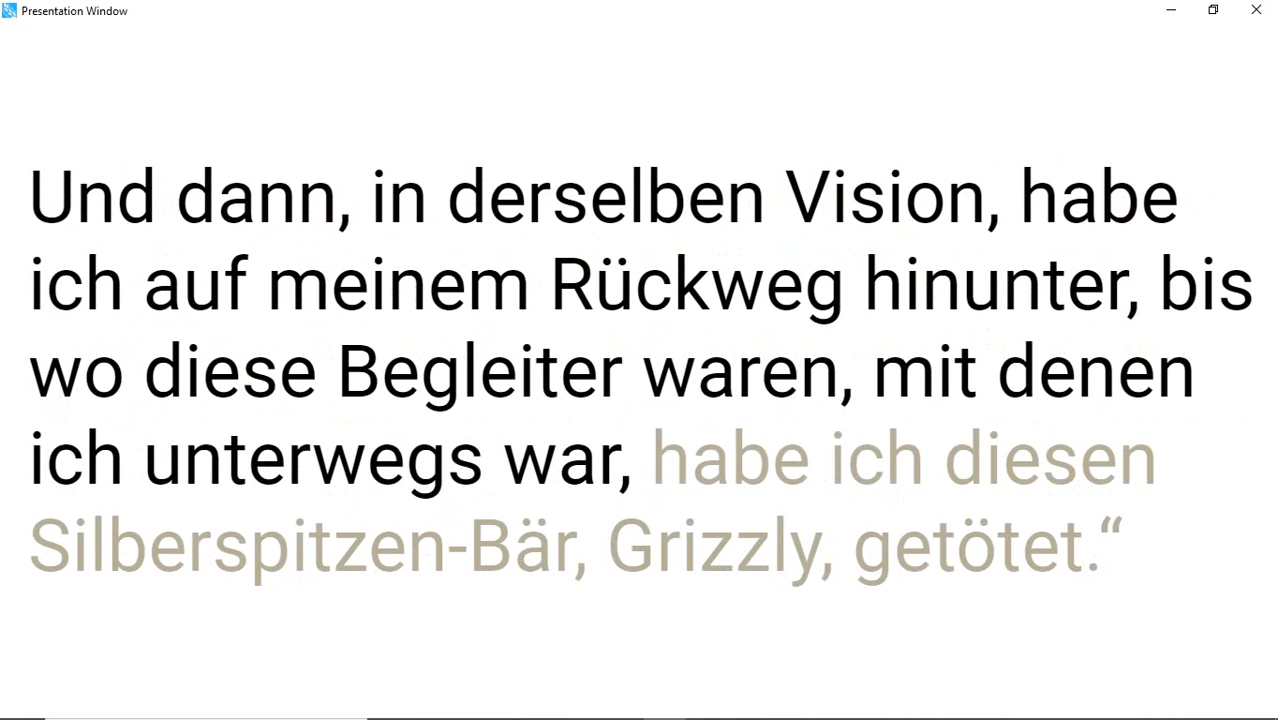 Presentation Window
Und dann, in derselben Vision, habe
ich auf meinem Rückweg hinunter, bis
wo diese Begleiter waren, mit denen
ich unterwegs war, habe ich diesen
Silberspitzen-Bär, Grizzly, getötet.“